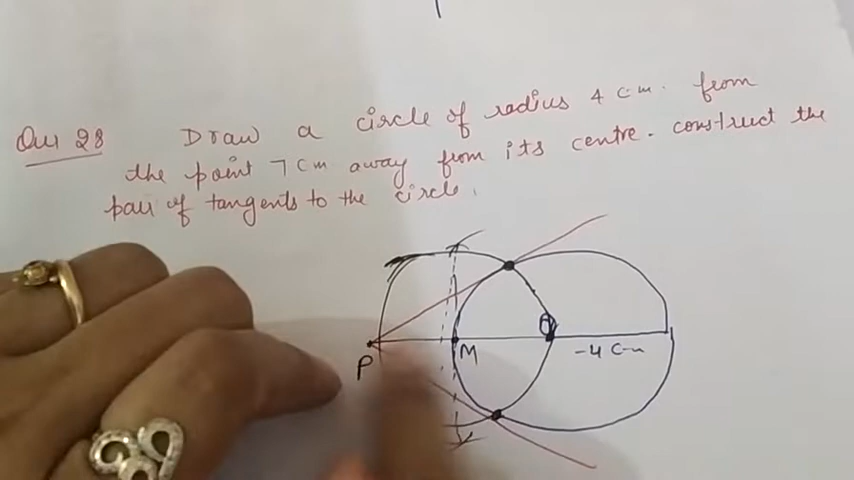 Que 28 Draw a circle of radius 4 cm. from
the point 7 cm away from its centre. construct the
pair of tangents to the circle.
O
P M -4 cm